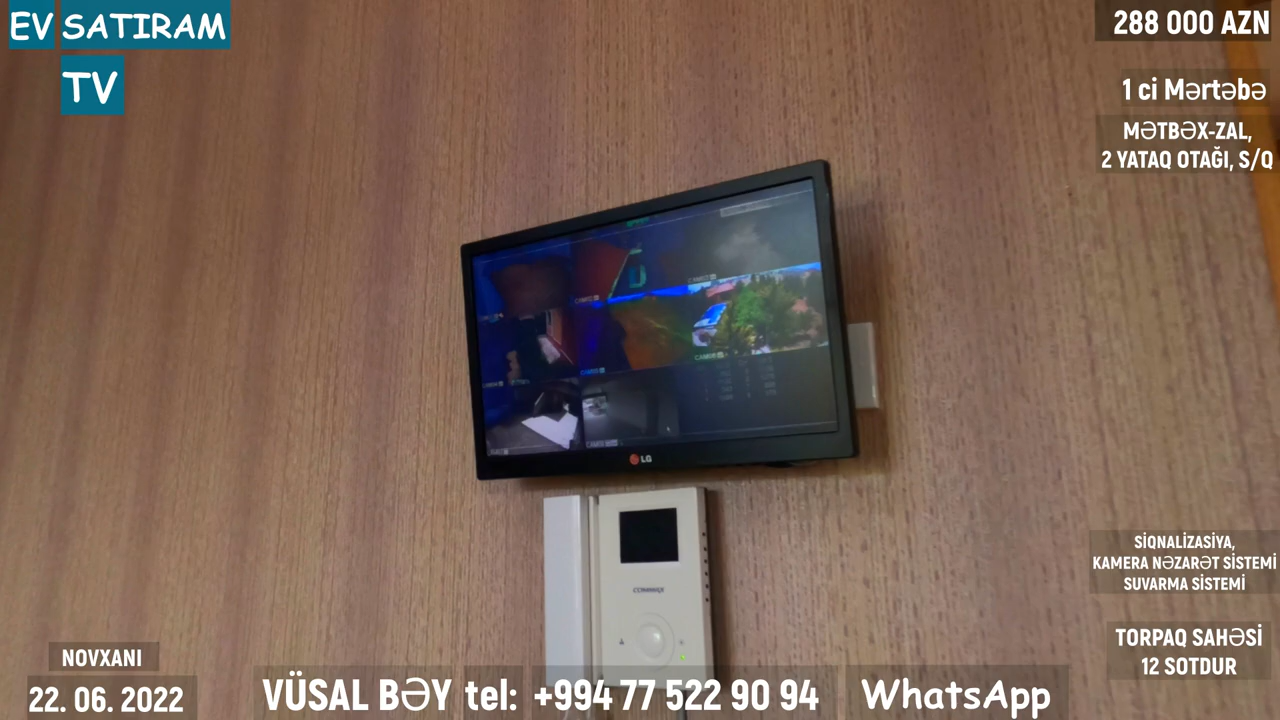 EV SATIRAM
TV
288 000 AZN
1 ci Mərtəbə
MƏTBƏX-ZAL,
2 YATAQ OTAĞI, S/Q
LG
COMMAX
SİQNALİZASİYA,
KAMERA NƏZARƏT SİSTEMİ
SUVARMA SİSTEMİ
TORPAQ SAHƏSİ
12 SOTDUR
NOVXANI
22. 06. 2022
VÜSAL BƏY tel: +994 77 522 90 94 WhatsApp